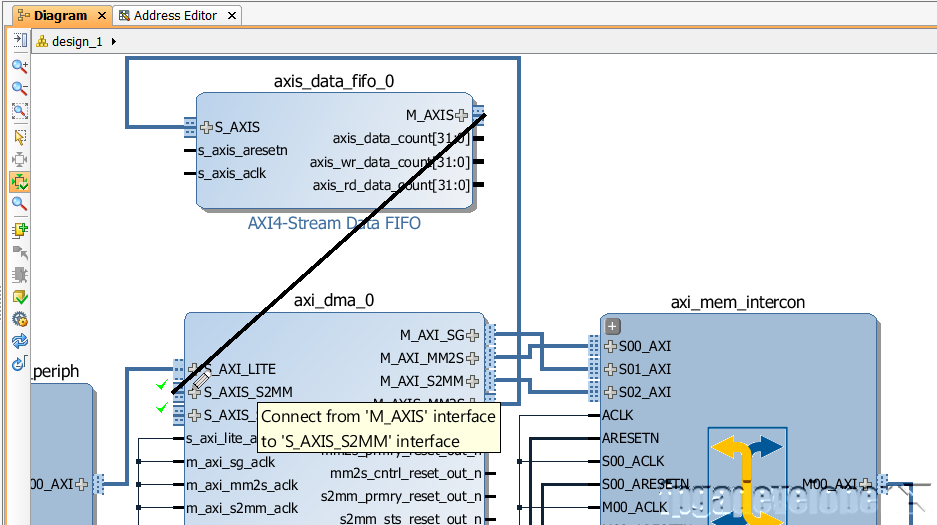 Diagram
Address Editor
design_1
axis_data_fifo_0
M_AXIS
S_AXIS
axis_data_count[31:0]
s_axis_aresetn
axis_wr_data_count[31:0]
s_axis_aclk
axis_rd_data_count[31:0]
AXI4-Stream Data FIFO
axi_dma_0
axi_mem_intercon
M_AXI_SG
S00_AXI
M_AXI_MM2S
S_AXI_LITE
S01_AXI
_periph
M_AXI_S2MM
S_AXIS_S2MM
S02_AXI
S_AXIS_
Connect from 'M_AXIS' interface
to 'S_AXIS_S2MM' interface
ACLK
s_axi_lite_a
ARESETN
m_axi_sg_aclk
S00_ACLK
mm2s_cntrl_reset_out_n
00_AXI
m_axi_mm2s_aclk
S00_ARESETN
M00_AXI
s2mm_prmry_reset_out_n
m_axi_s2mm_aclk
M00_ACLK
s2mm_sts_reset_out_n